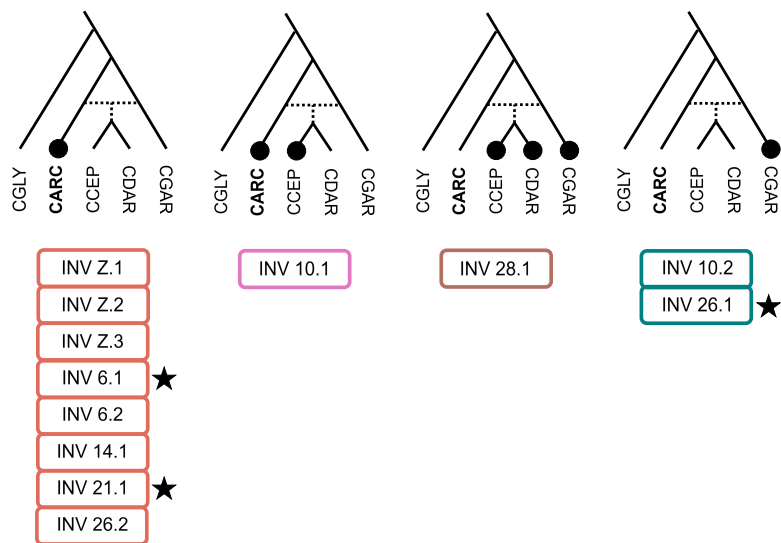 CGLY CARC CCEP CDAR CGAR
CGLY CARC CCEP CDAR CGAR
CGLY CARC CCEP CDAR CGAR
CGLY CARC CCEP CDAR CGAR
INV Z.1
INV Z.2
INV Z.3
INV 6.1
INV 6.2
INV 14.1
INV 21.1
INV 26.2
INV 10.1
INV 28.1
INV 10.2
INV 26.1